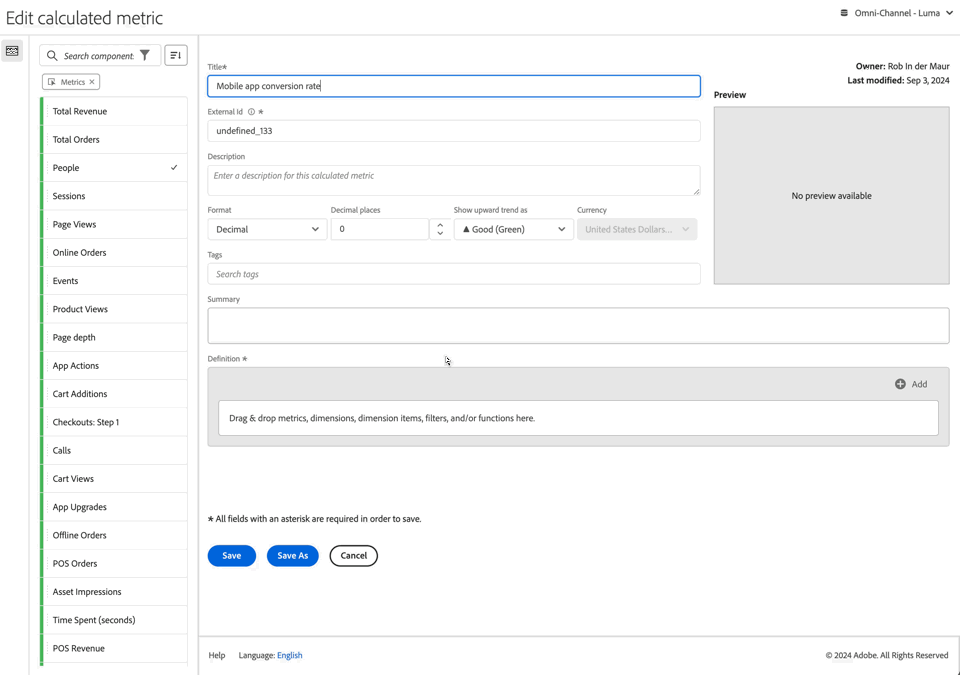 Edit calculated metric
Omni-Channel - Luma
Search component
Metrics
Total Revenue
Total Orders
People
Sessions
Page Views
Online Orders
Events
Product Views
Page depth
App Actions
Cart Additions
Checkouts: Step 1
Calls
Cart Views
App Upgrades
Offline Orders
POS Orders
Asset Impressions
Time Spent (seconds)
POS Revenue
Title*
Mobile app conversion rate
External Id *
undefined_133
Description
Enter a description for this calculated metric
Format
Decimal
Decimal places
0
Show upward trend as
▲ Good (Green)
Currency
United States Dollars...
Tags
Search tags
Summary
Owner: Rob In der Maur
Last modified: Sep 3, 2024
Preview
No preview available
Definition *
Add
Drag & drop metrics, dimensions, dimension items, filters, and/or functions here.
* All fields with an asterisk are required in order to save.
Save
Save As
Cancel
Help
Language: English
© 2024 Adobe. All Rights Reserved